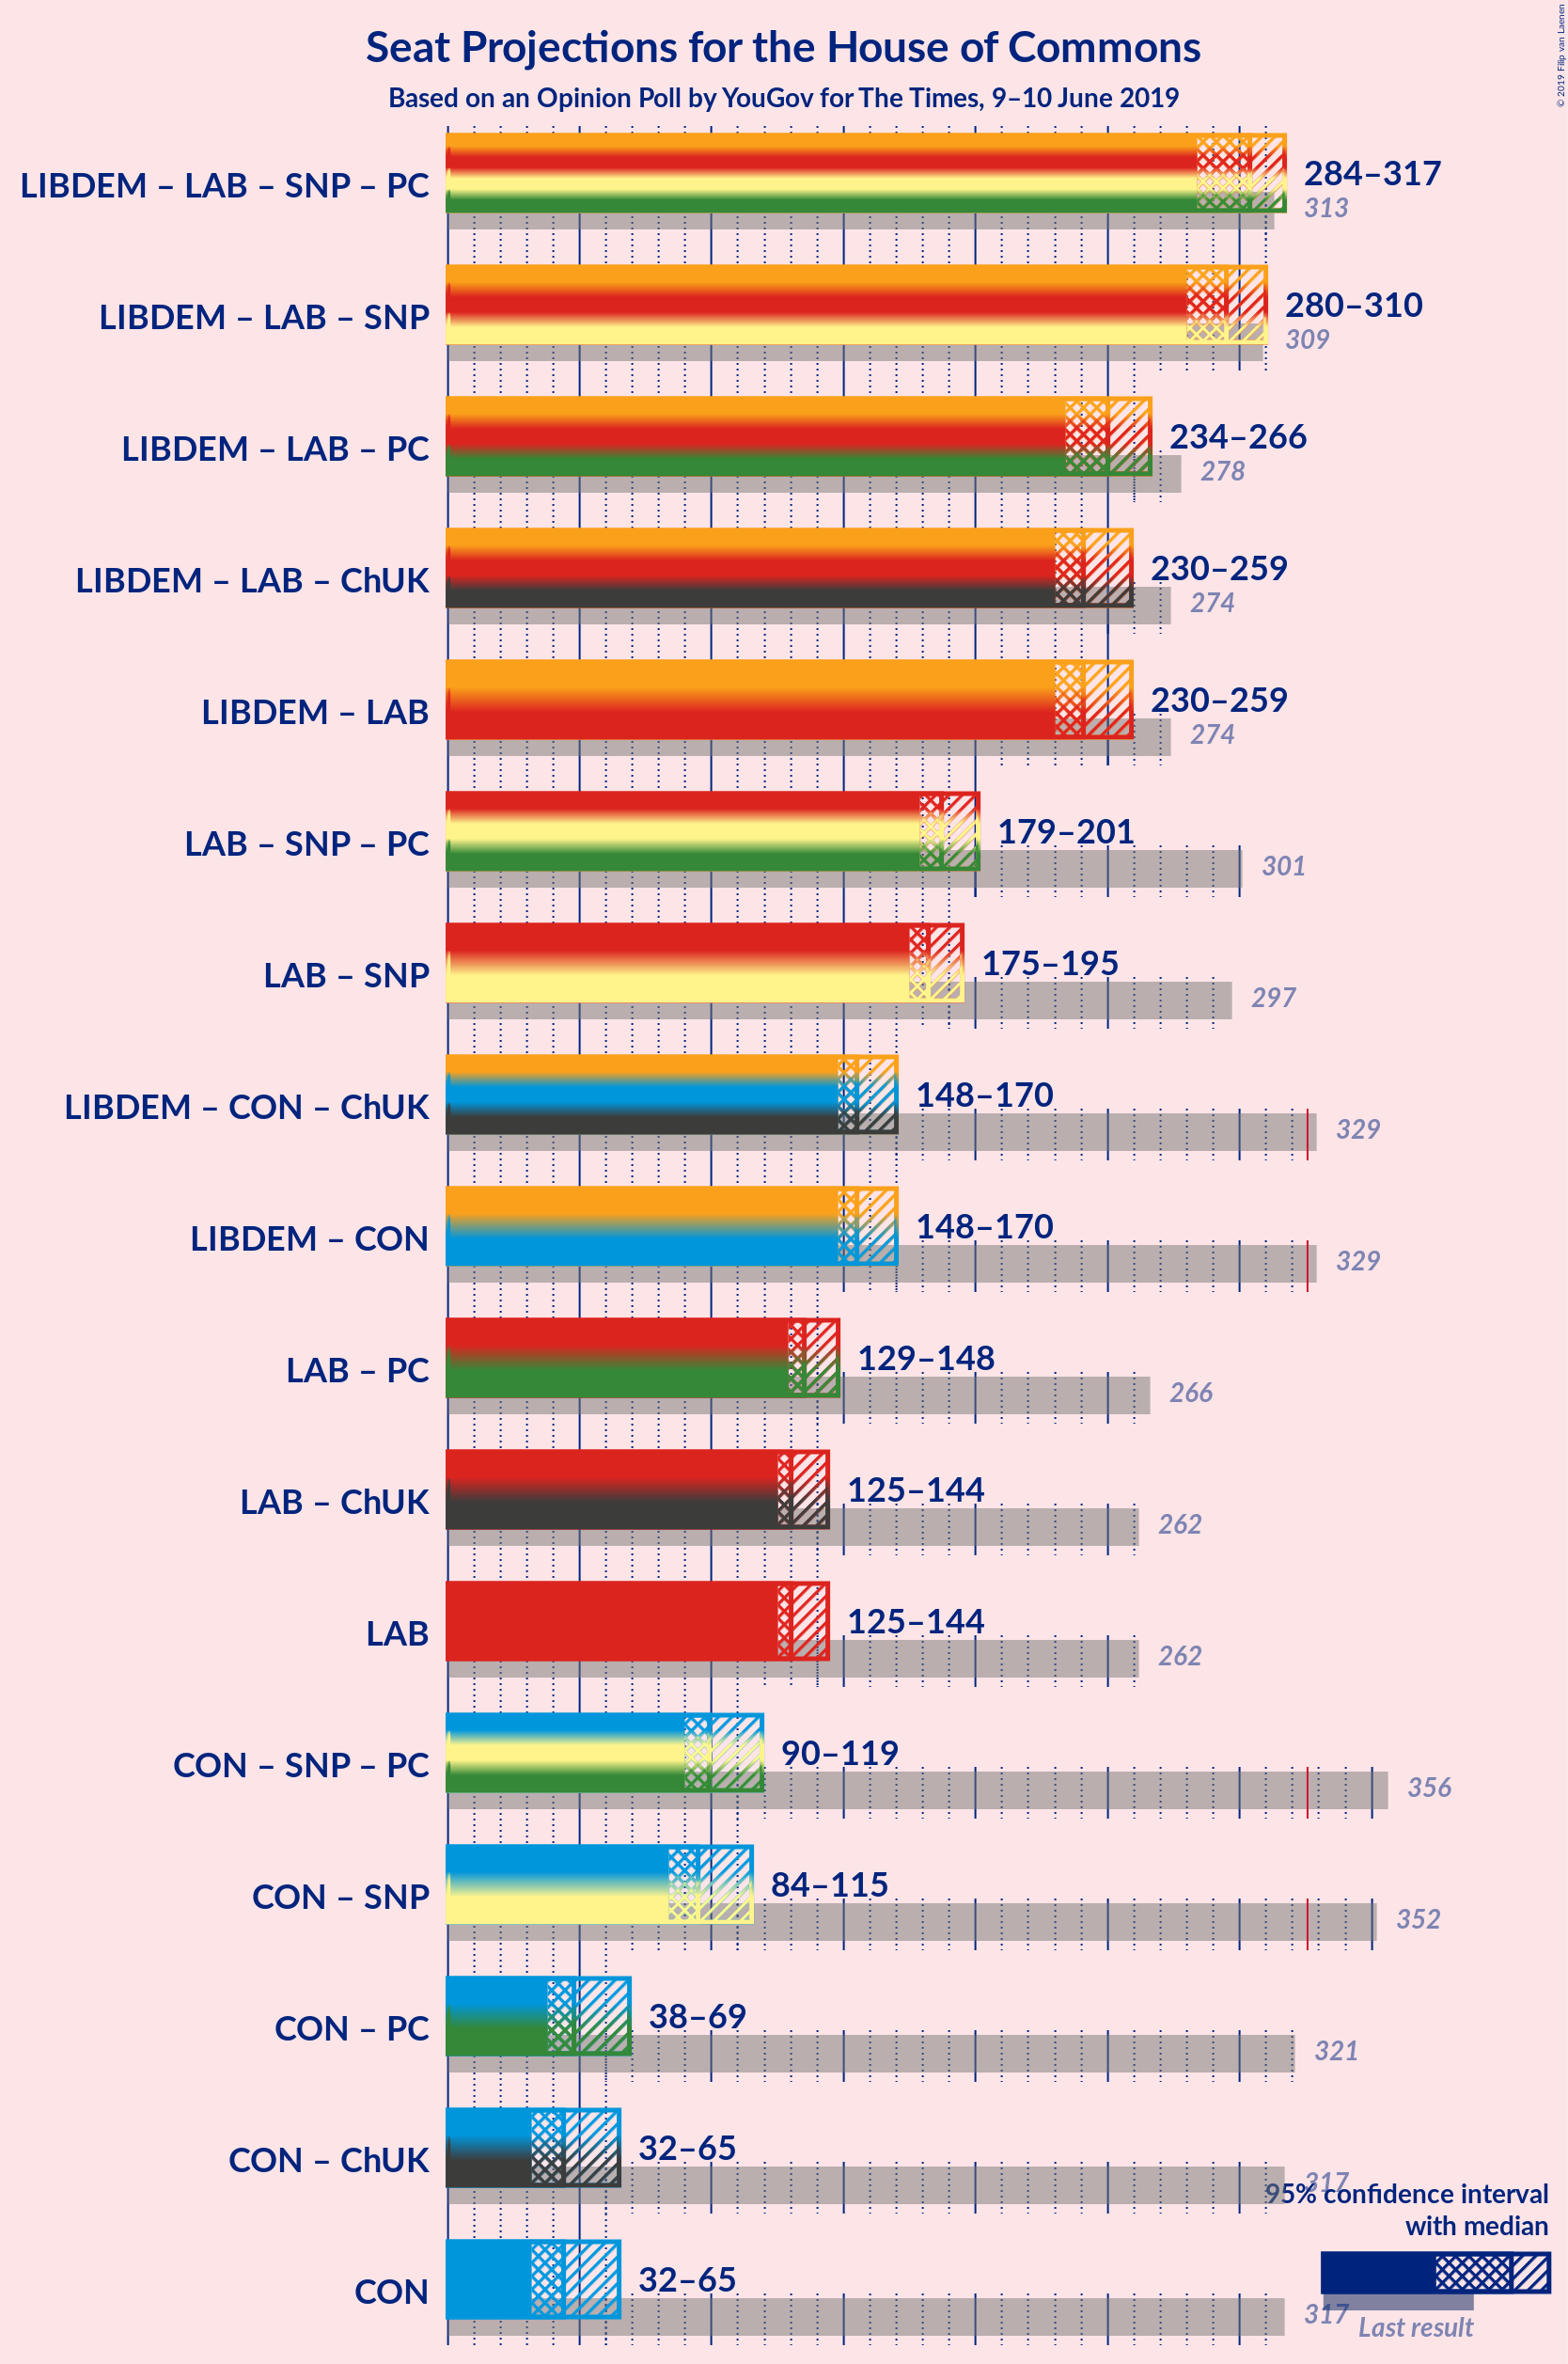 © 2019 Filip van Laenen
Seat Projections for the House of Commons
Based on an Opinion Poll by YouGov for The Times, 9–10 June 2019
LIBDEM – LAB – SNP – PC
284–317
313
LIBDEM – LAB – SNP
280–310
309
LIBDEM – LAB – PC
234–266
278
LIBDEM – LAB – ChUK
230–259
274
LIBDEM – LAB
230–259
274
LAB – SNP – PC
179–201
301
LAB – SNP
175–195
297
LIBDEM – CON – ChUK
148–170
329
LIBDEM – CON
148–170
329
LAB – PC
129–148
266
LAB – ChUK
125–144
262
LAB
125–144
262
CON – SNP – PC
90–119
356
CON – SNP
84–115
352
CON – PC
38–69
321
CON – ChUK
32–65
317
CON
32–65
317
95% confidence interval
with median
Last result